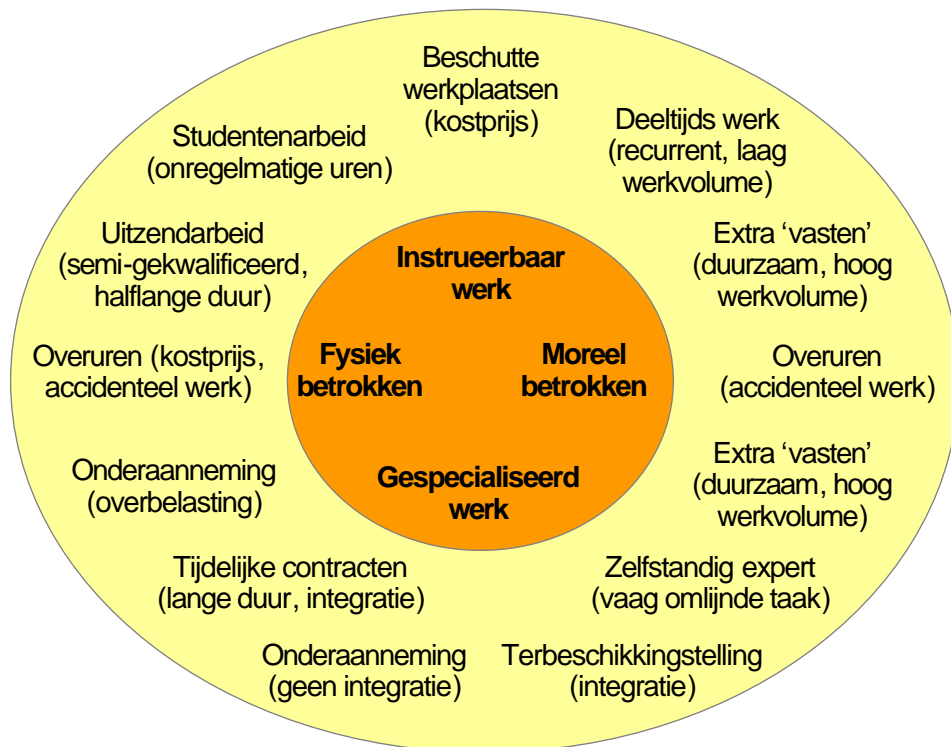 Beschutte
werkplaatsen
(kostprijs)
Studentenarbeid
(onregelmatige uren)
Deeltijds werk
(recurrent, laag
werkvolume)
Uitzendarbeid
(semi-gekwalificeerd,
halflange duur)
Instrueerbaar
werk
Extra ‘vasten’
(duurzaam, hoog
werkvolume)
Overuren (kostprijs,
accidenteel werk)
Fysiek
betrokken
Moreel
betrokken
Overuren
(accidenteel werk)
Onderaanneming
(overbelasting)
Gespecialiseerd
werk
Extra ‘vasten’
(duurzaam, hoog
werkvolume)
Tijdelijke contracten
(lange duur, integratie)
Zelfstandig expert
(vaag omlijnde taak)
Onderaanneming
(geen integratie)
Terbeschikkingstelling
(integratie)